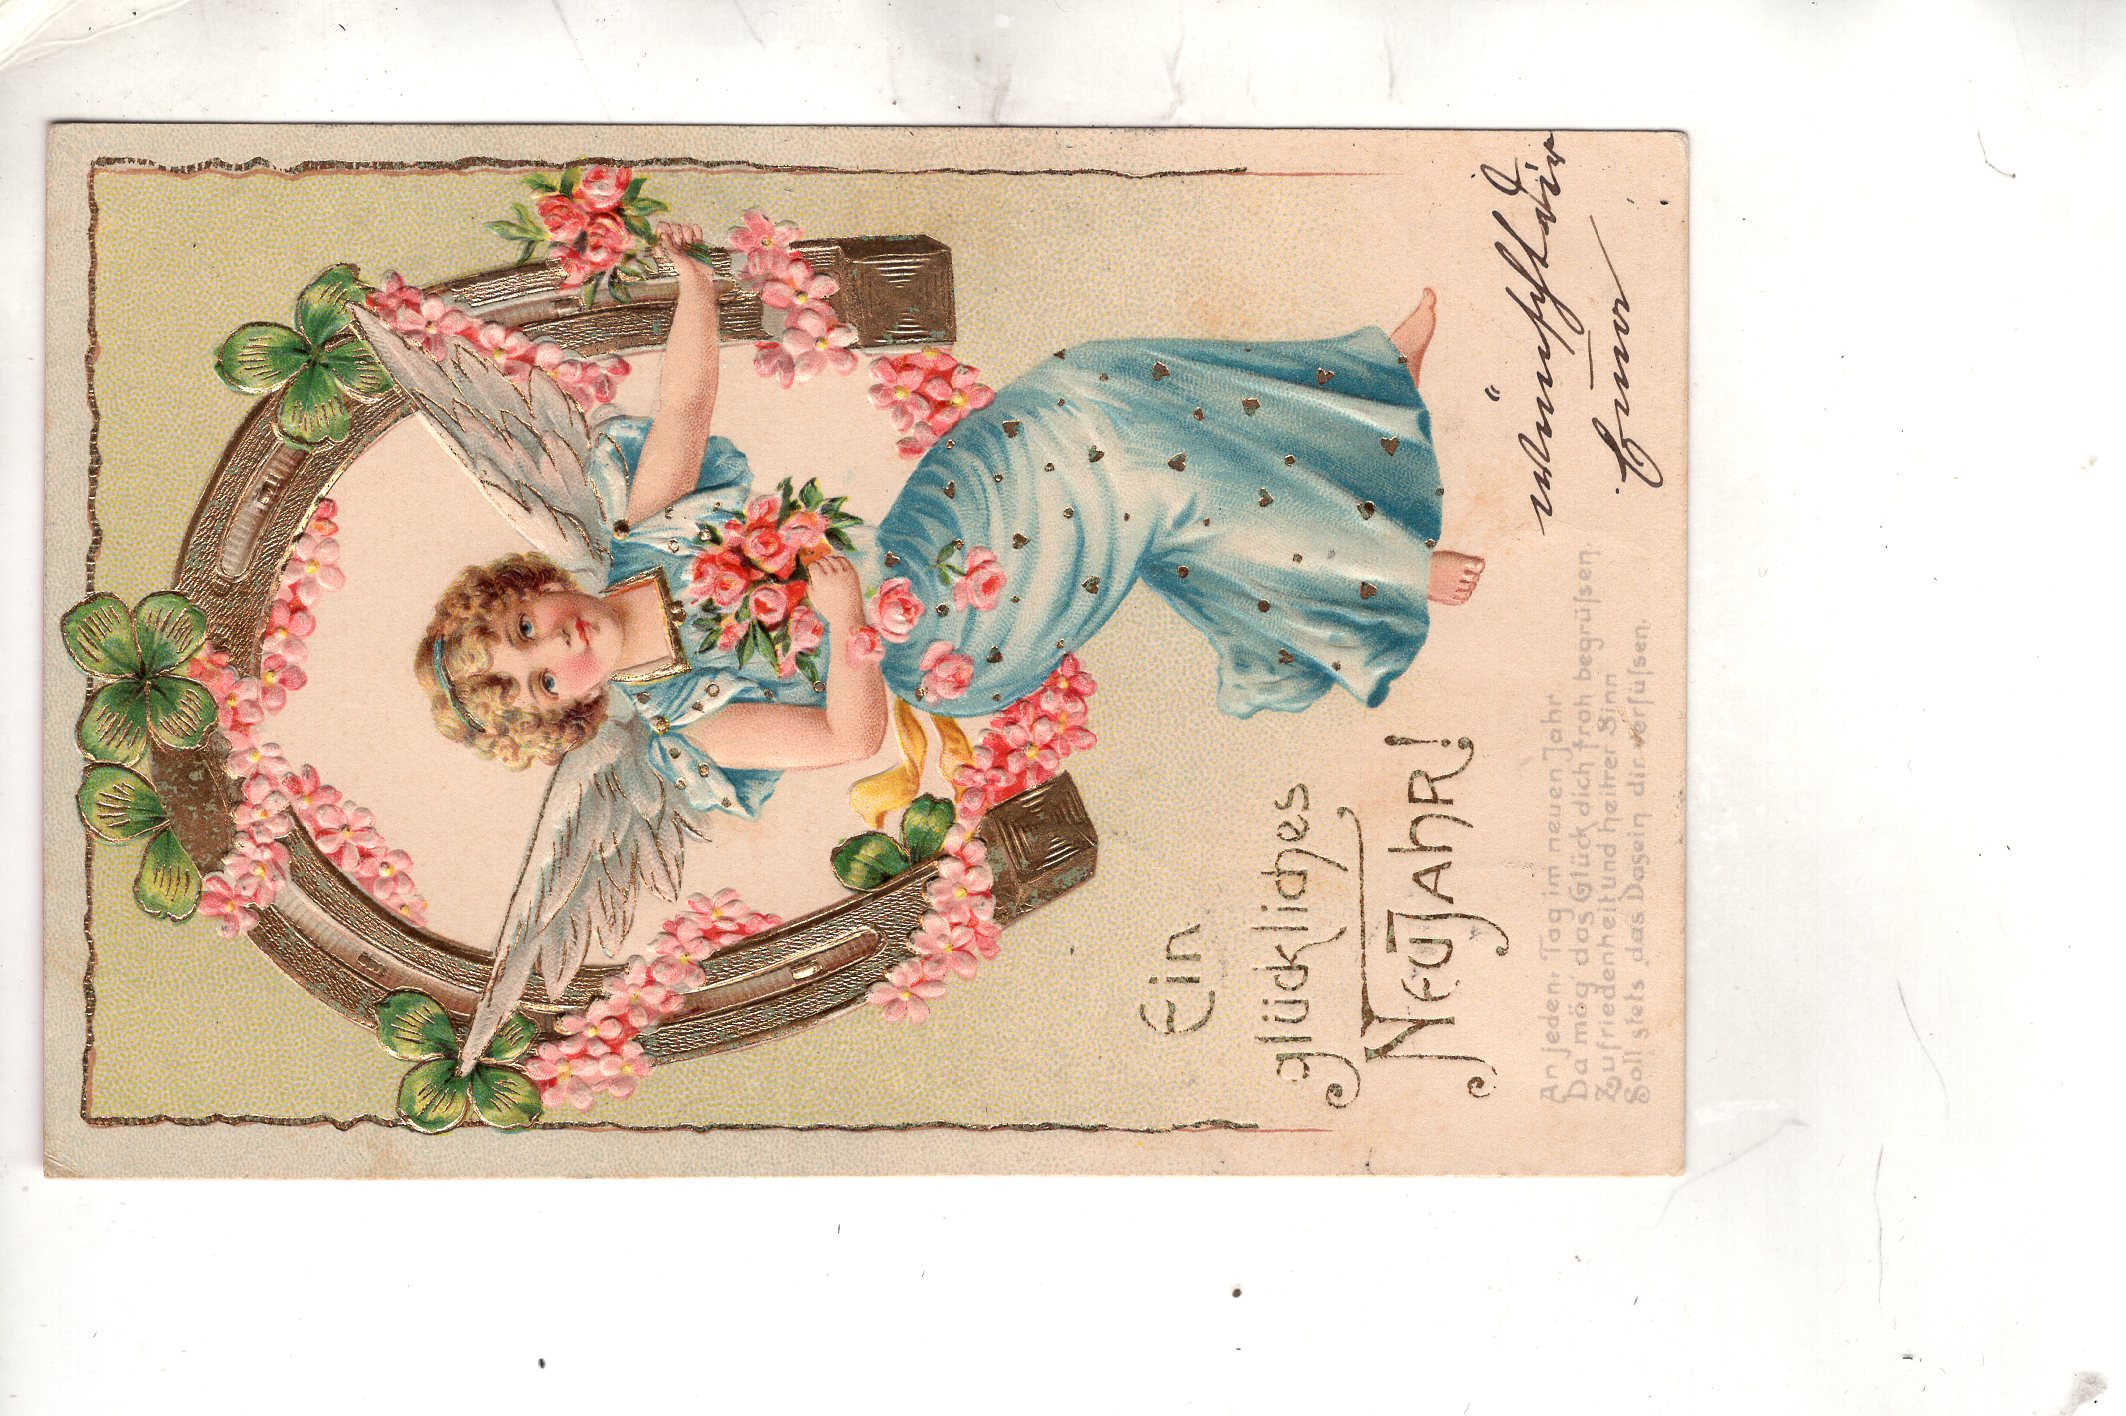 Ein
glückliches
Neujahr!
An jedem Tag im neuen Jahr
Da mög das Glück dich froh begrüſsen.
Zufriedenheit und heitrer Sinn
Soll stets das Dasein dir verſüſsen.
wünscht dir